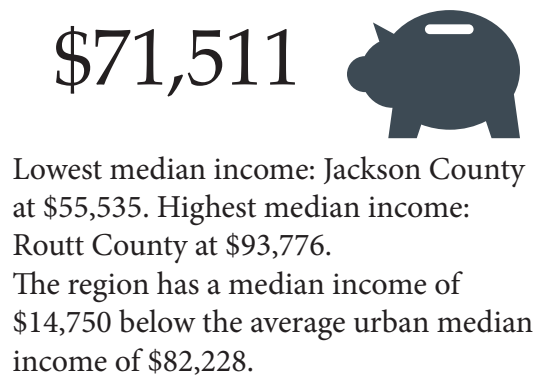 $71,511
Lowest median income: Jackson County
at $55,535. Highest median income:
Routt County at $93,776.
The region has a median income of
$14,750 below the average urban median
income of $82,228.